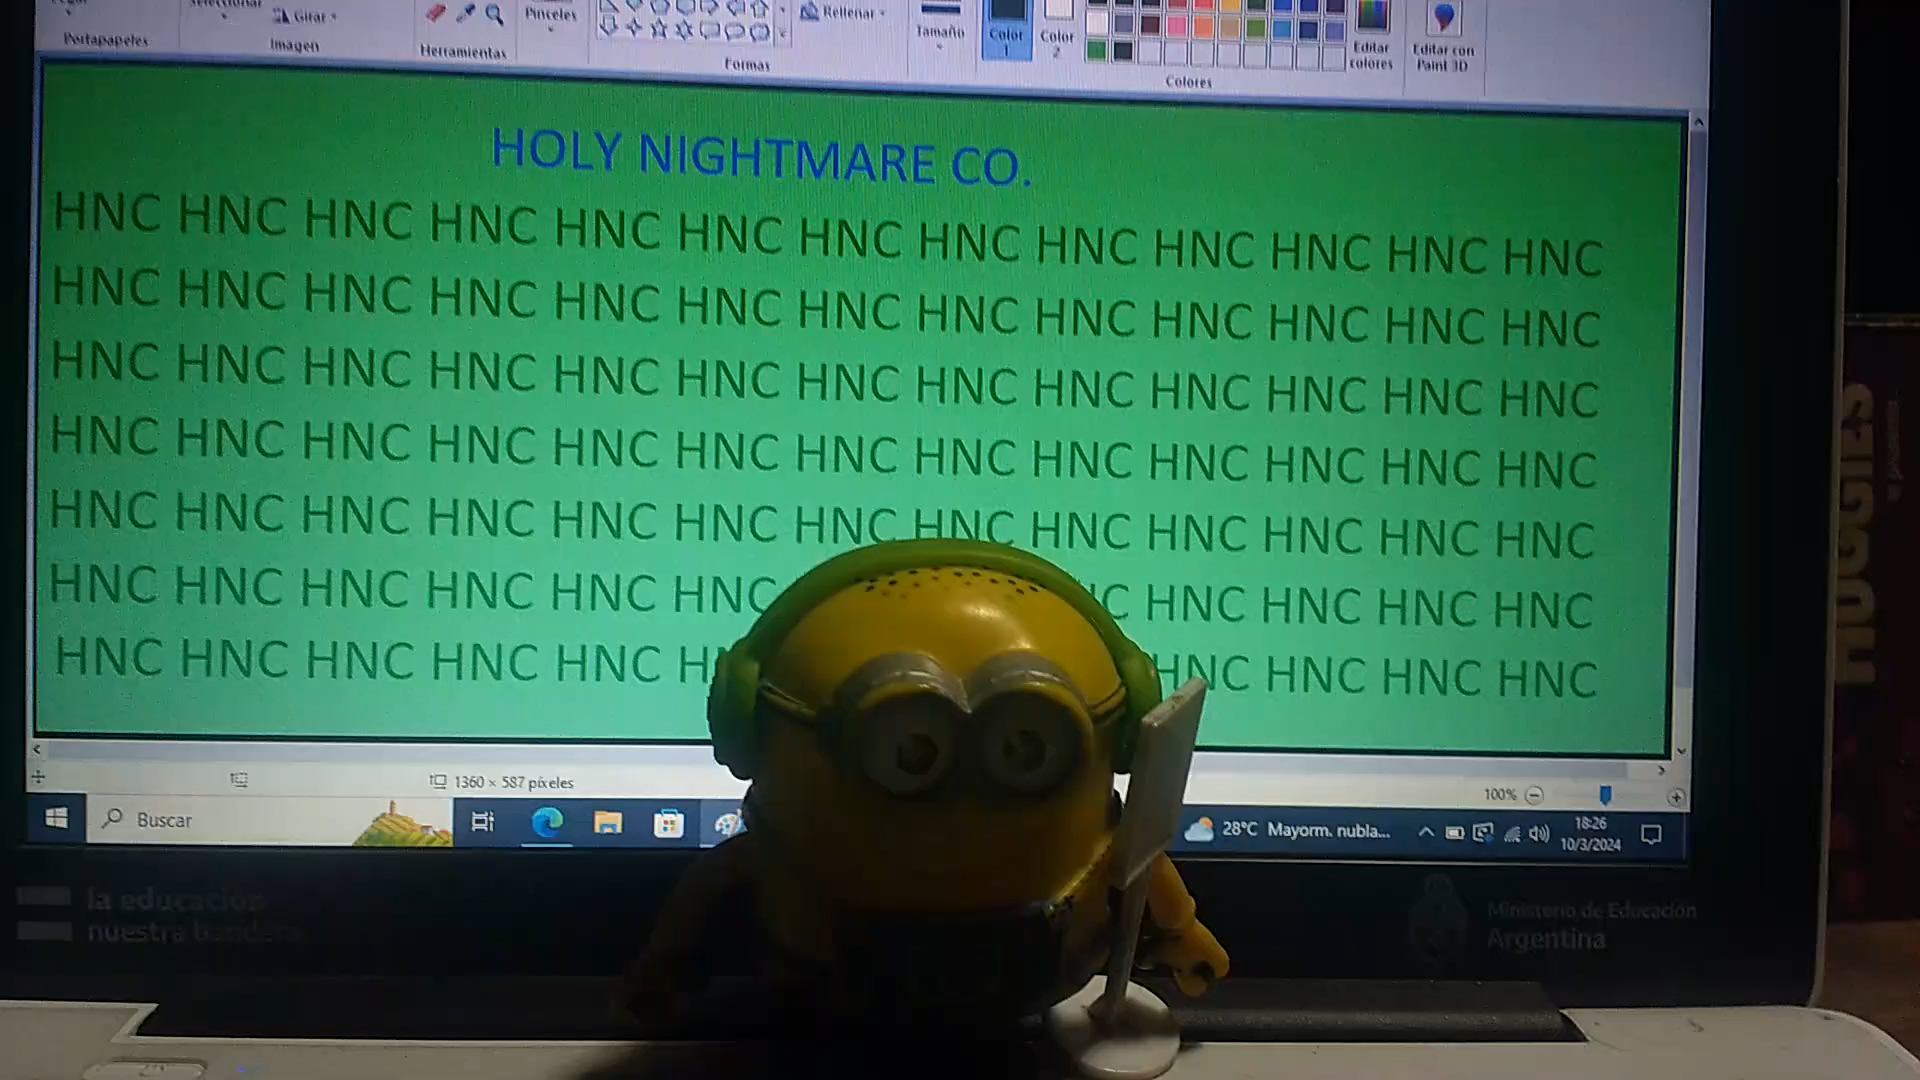 Portapapeles
Girar
Imagen
Herramientas
Pinceles
Rellenar
Formas
Tamaño
Color 1
Color 2
Colores
Editar colores
Editar con Paint 3D
HOLY NIGHTMARE CO.
HNC HNC HNC HNC HNC HNC HNC HNC HNC HNC HNC HNC HNC
HNC HNC HNC HNC HNC HNC HNC HNC HNC HNC HNC HNC HNC
HNC HNC HNC HNC HNC HNC HNC HNC HNC HNC HNC HNC HNC
HNC HNC HNC HNC HNC HNC HNC HNC HNC HNC HNC HNC HNC
HNC HNC HNC HNC HNC HNC HNC HNC HNC HNC HNC HNC HNC
HNC HNC HNC HNC HNC HNC C HNC HNC HNC HNC
HNC HNC HNC HNC HNC H HNC HNC HNC HNC
1360 × 587 píxeles
100%
Buscar
28°C Mayorm. nubla...
18:26
10/3/2024
la educación
nuestra bandera
Ministerio de Educación
Argentina
HUGGIES